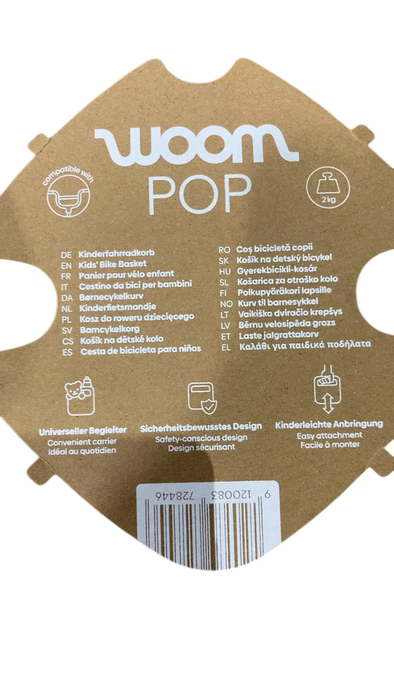 woom
POP
compatible with
2 kg
DE Kinderfahrradkorb
EN Kids' Bike Basket
FR Panier pour vélo enfant
IT Cestino da bici per bambini
DA Børnecykelkurv
NL Kinderfietsmandje
PL Kosz do roweru dziecięcego
SV Barncykelkorg
CS Košík na dětské kolo
ES Cesta de bicicleta para niños
RO Coș bicicletă copii
SK Košík na detský bicykel
HU Gyerekbicikli-kosár
SL Košarica za otroško kolo
FI Polkupyöräkori lapsille
NO Kurv til barnesykkel
LT Vaikiško dviračio krepšys
LV Bērnu velosipēda grozs
ET Laste jalgrattakorv
EL Καλάθι για παιδικά ποδήλατα
Universeller Begleiter
Convenient carrier
Idéal au quotidien
Sicherheitsbewusstes Design
Safety-conscious design
Design sécurisant
Kinderleichte Anbringung
Easy attachment
Facile à monter
9 120083 728446